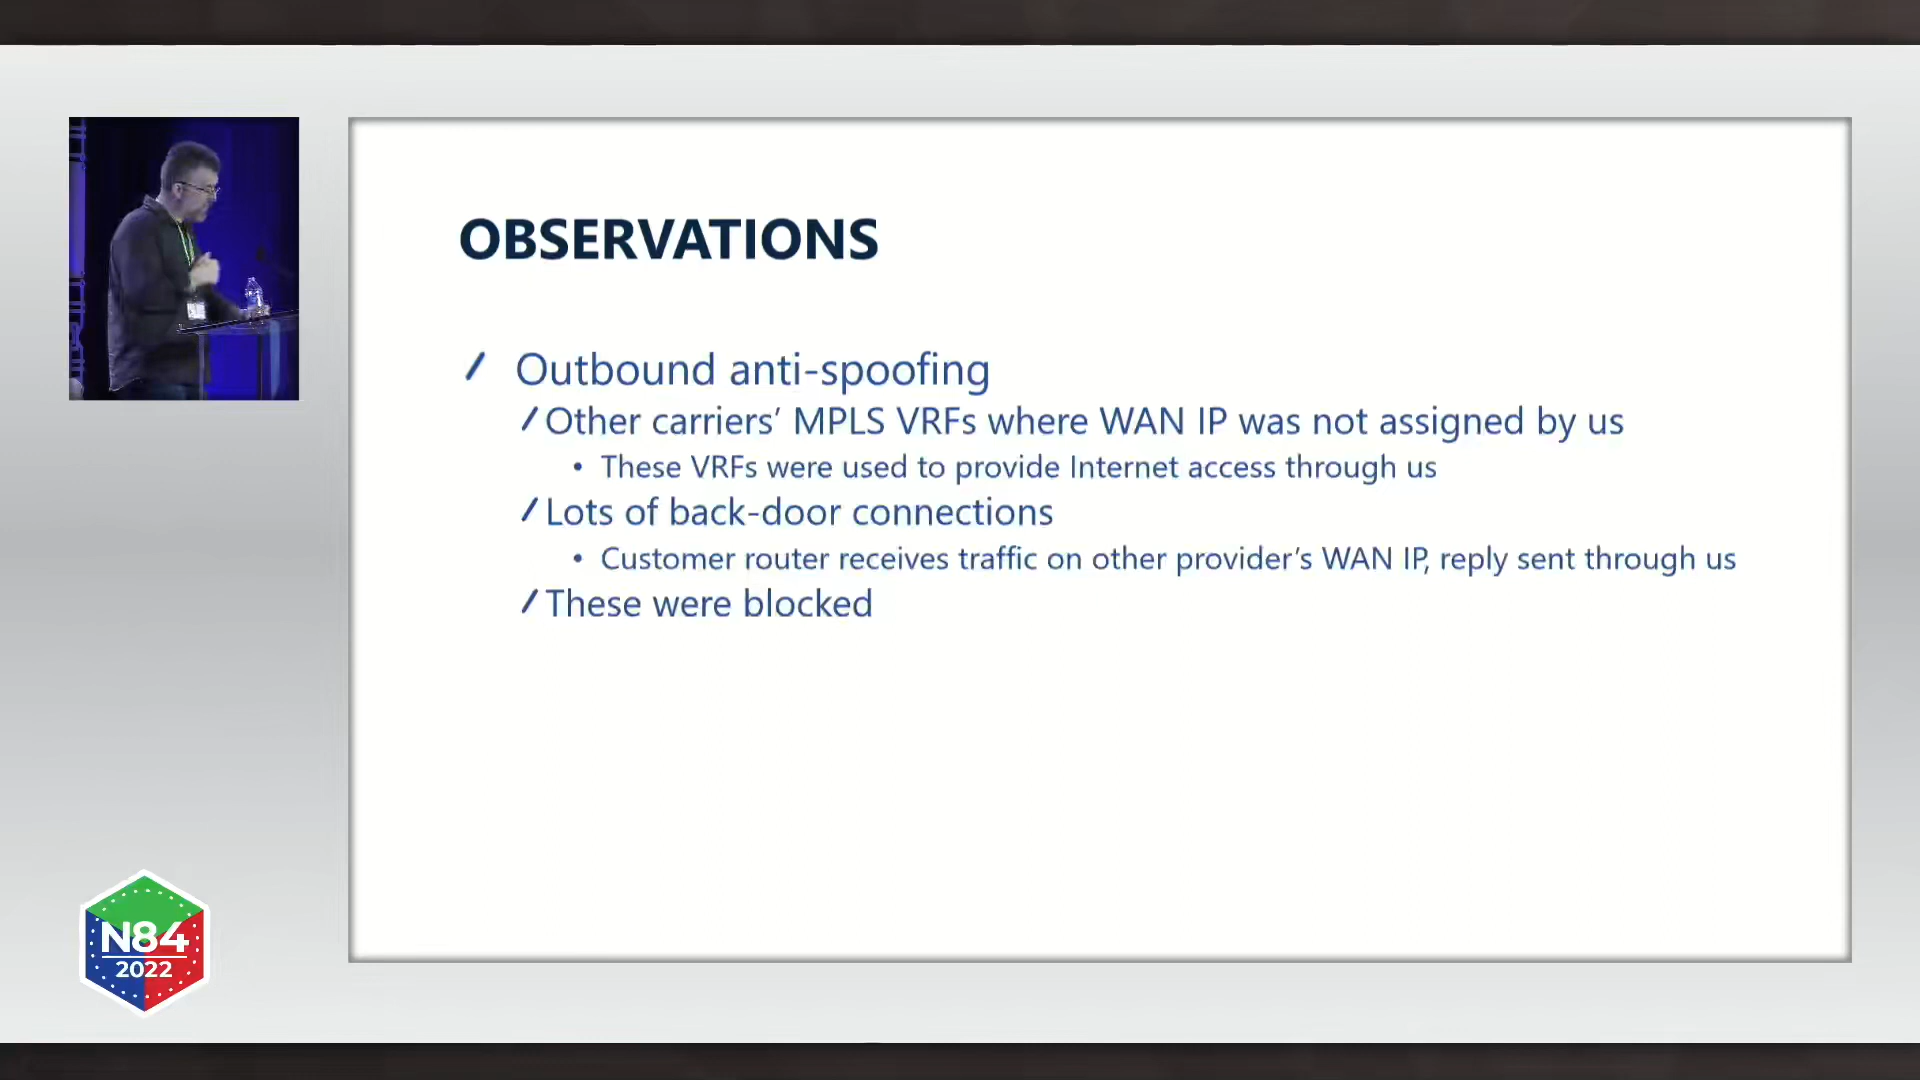 OBSERVATIONS
Outbound anti-spoofing
Other carriers’ MPLS VRFs where WAN IP was not assigned by us
• These VRFs were used to provide Internet access through us
Lots of back-door connections
• Customer router receives traffic on other provider’s WAN IP, reply sent through us
These were blocked
N84
2022